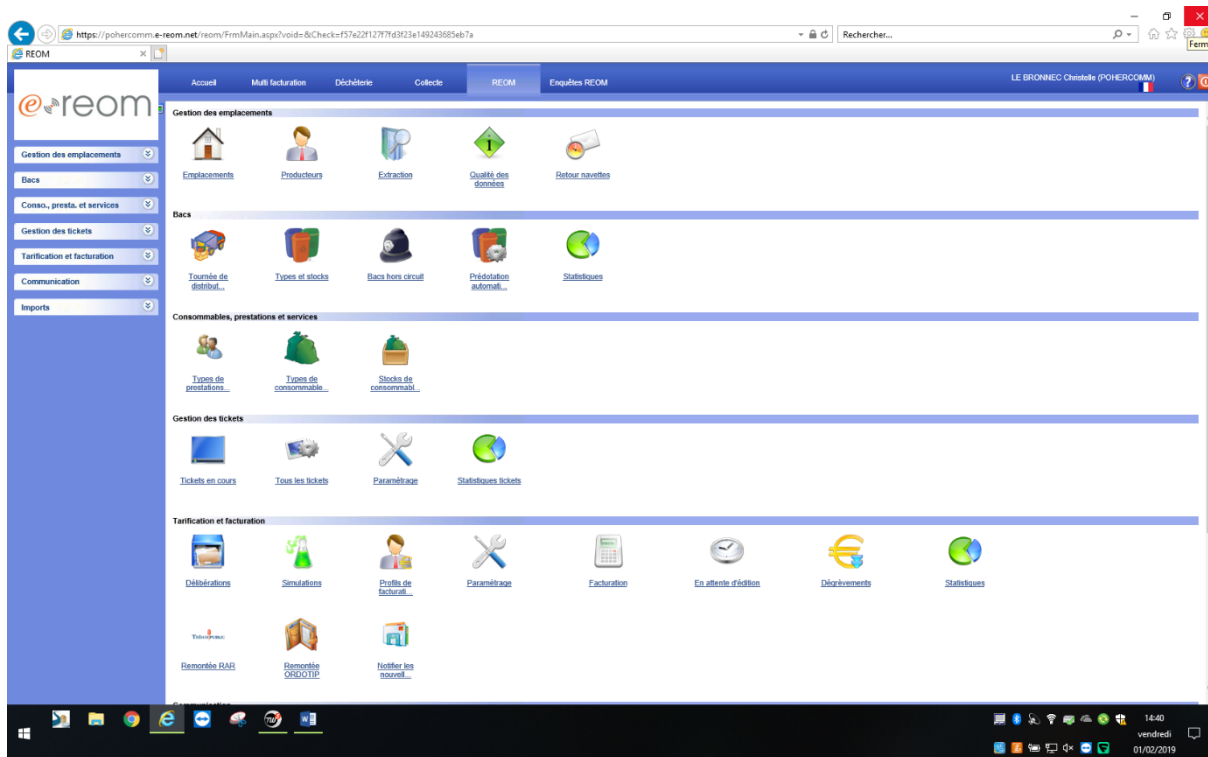 https://pohercomm.e-reom.net/reom/FrmMain.aspx?void=&Check=f57e22f127f7fd3f23e149243685eb7a
Rechercher...
Ferm
REOM
Accueil Multi facturation Déchèterie Collecte REOM Enquêtes REOM
LE BRONNEC Christelle (POHERCOMM)
e-reom
Gestion des emplacements
Bacs
Conso., presta. et services
Gestion des tickets
Tarification et facturation
Communication
Imports
Gestion des emplacements
Emplacements Producteurs Extraction Qualité des données Retour navettes
Bacs
Tournée de distribut... Types et stocks Bacs hors circuit Prédotation automati... Statistiques
Consommables, prestations et services
Types de prestations... Types de consommable... Stocks de consommabl...
Gestion des tickets
Tickets en cours Tous les tickets Paramétrage Statistiques tickets
Tarification et facturation
Délibérations Simulations Profils de facturati... Paramétrage Facturation En attente d'édition Dégrèvements Statistiques
Remontée RAR Remontée ORDOTIP Notifier les nouvell...
14:40
vendredi
01/02/2019